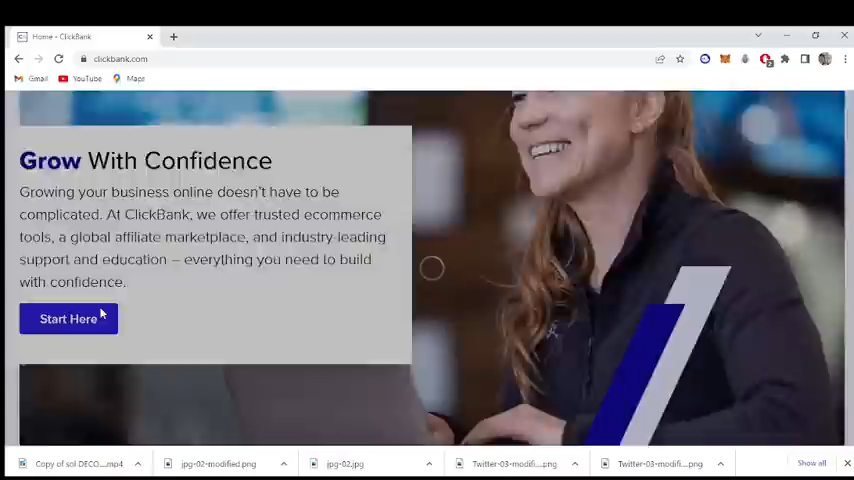 Home - ClickBank
clickbank.com
Gmail YouTube Maps
Grow With Confidence
Growing your business online doesn't have to be
complicated. At ClickBank, we offer trusted ecommerce
tools, a global affiliate marketplace, and industry-leading
support and education – everything you need to build
with confidence.
Start Here
Copy of sol DECO....mp4 jpg-02-modified.png jpg-02.jpg Twitter-03-modifi....png Twitter-03-modifi....png Show all